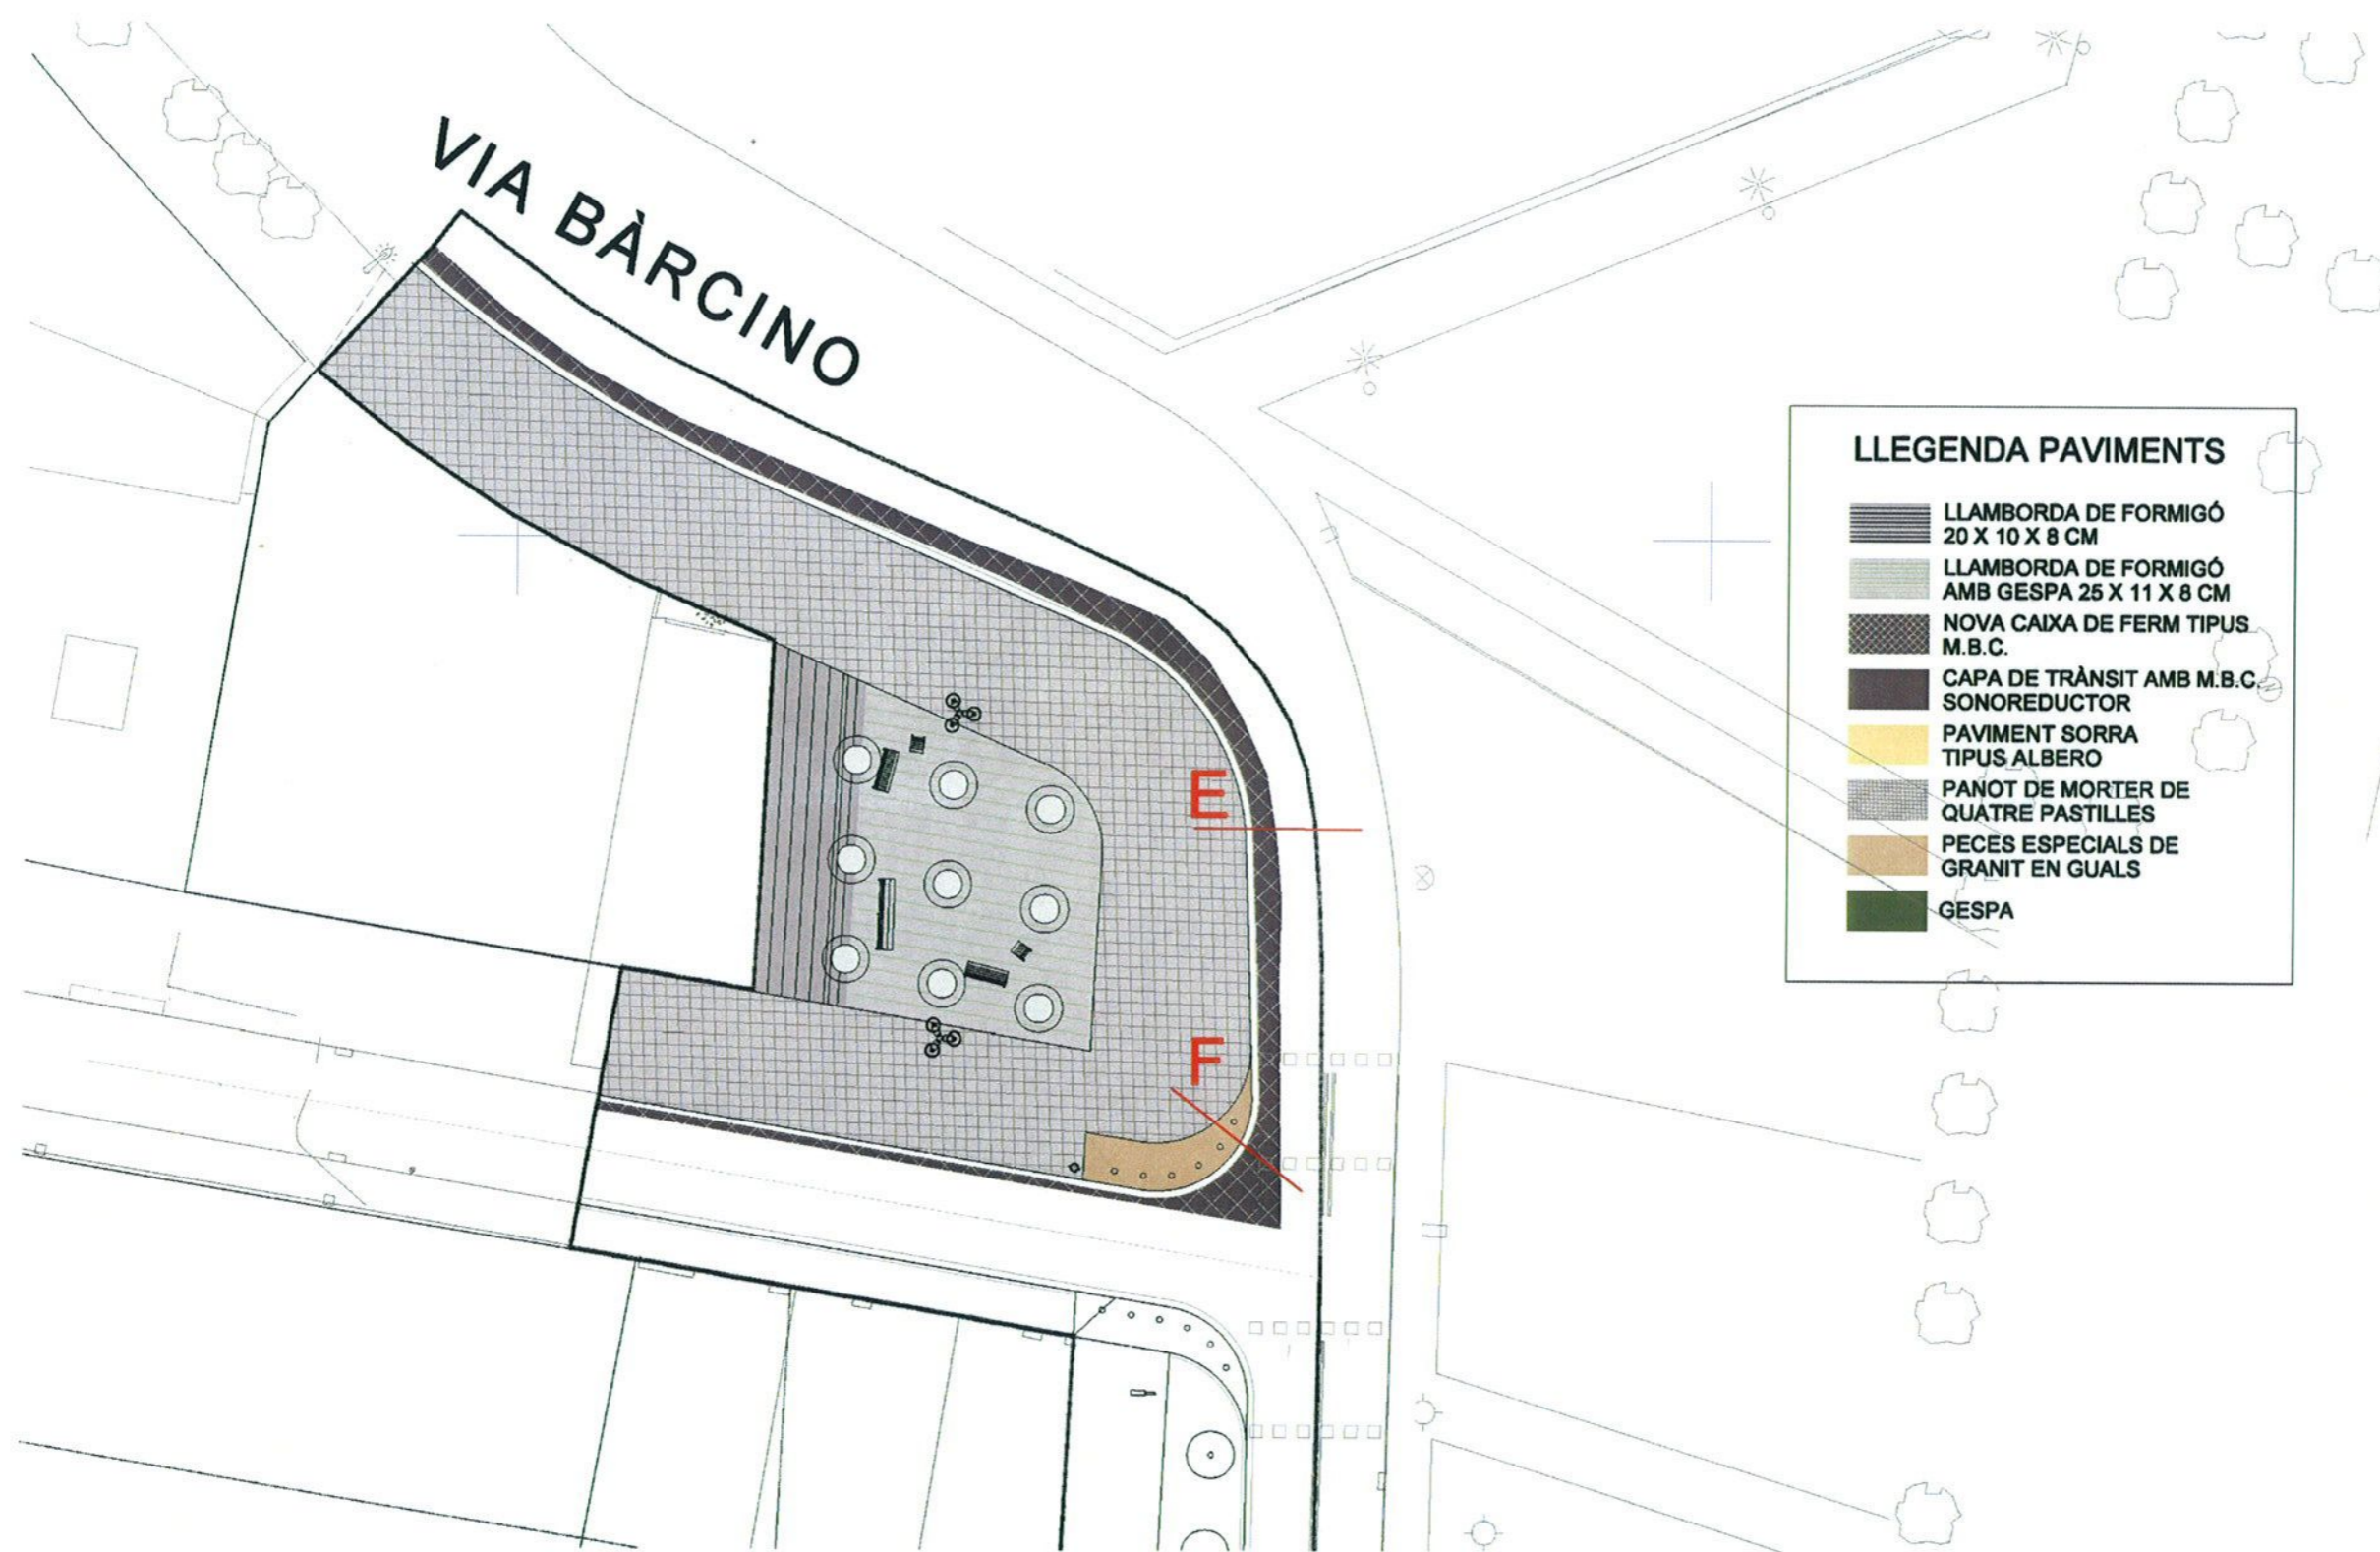 VIA BÀRCINO
E
F
LLEGENDA PAVIMENTS
LLAMBORDA DE FORMIGÓ
20 X 10 X 8 CM
LLAMBORDA DE FORMIGÓ
AMB GESPA 25 X 11 X 8 CM
NOVA CAIXA DE FERM TIPUS
M.B.C.
CAPA DE TRÀNSIT AMB M.B.C.
SONOREDUCTOR
PAVIMENT SORRA
TIPUS ALBERO
PANOT DE MORTER DE
QUATRE PASTILLES
PECES ESPECIALS DE
GRANIT EN GUALS
GESPA